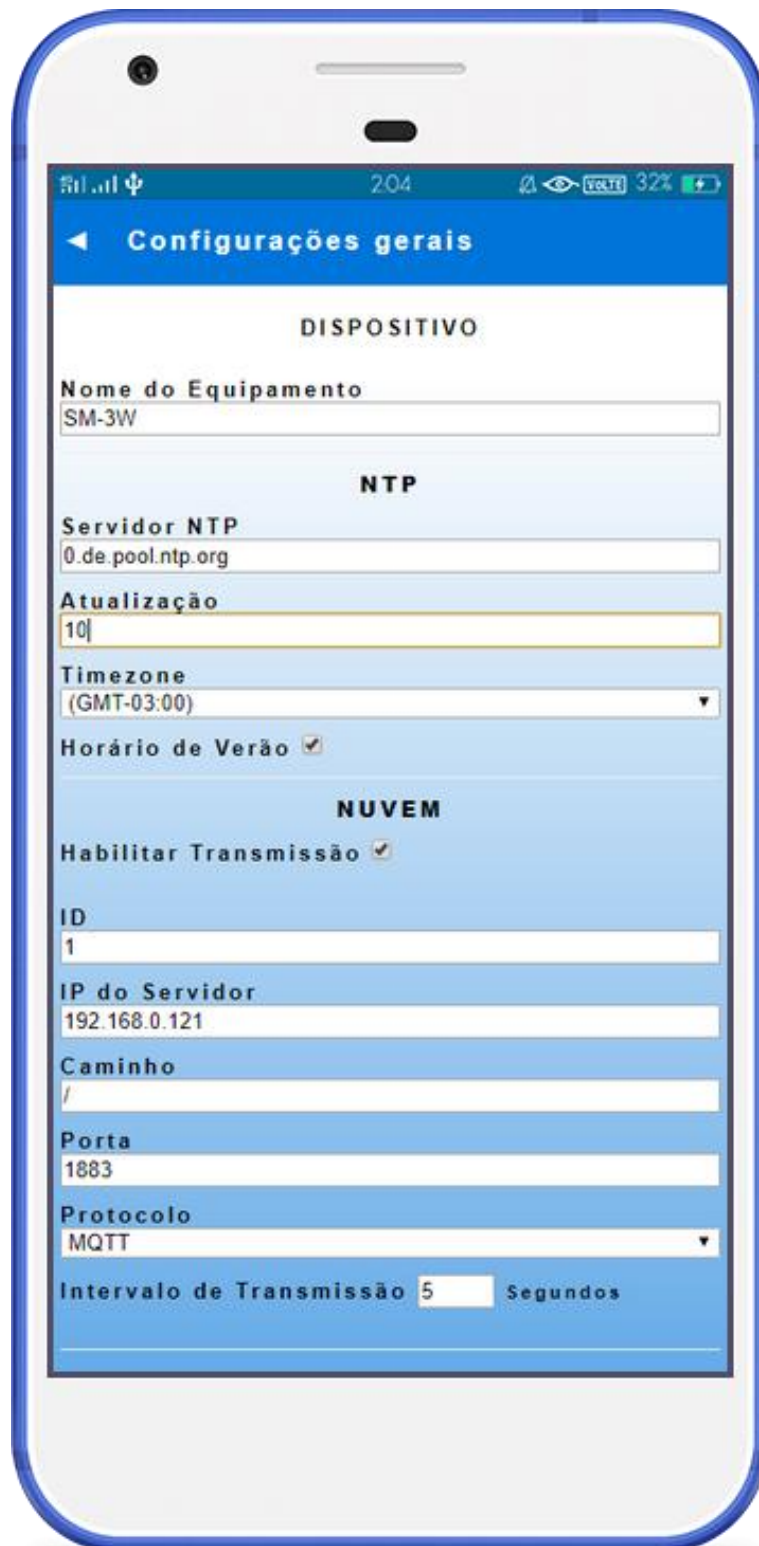 2:04
VoLTE 32%
Configurações gerais
DISPOSITIVO
Nome do Equipamento
SM-3W
NTP
Servidor NTP
0.de.pool.ntp.org
Atualização
10
Timezone
(GMT-03:00)
Horário de Verão
NUVEM
Habilitar Transmissão
ID
1
IP do Servidor
192.168.0.121
Caminho
/
Porta
1883
Protocolo
MQTT
Intervalo de Transmissão 5 Segundos